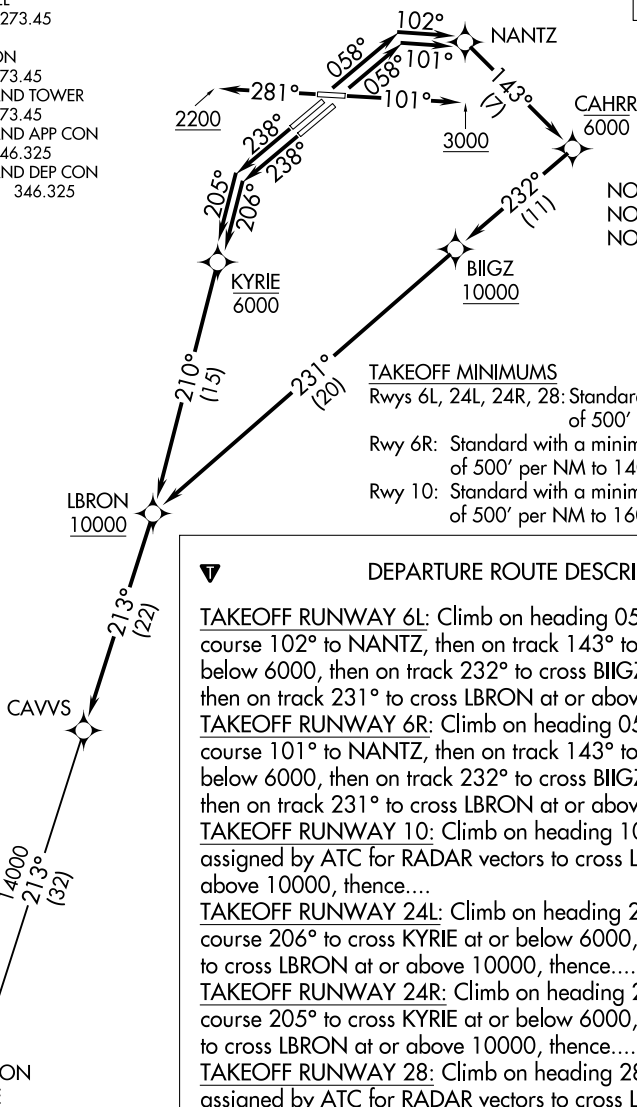 273.45
ON
73.45
ND TOWER
73.45
ND APP CON
46.325
ND DEP CON
346.325
102°
NANTZ
058°
058°
101°
281°
101°
143°
(7)
2200
3000
CAHRR
6000
238°
238°
205°
206°
232°
(11)
NO
NO
NO
KYRIE
6000
BIIGZ
10000
210°
(15)
231°
(20)
TAKEOFF MINIMUMS
Rwys 6L, 24L, 24R, 28: Standard
of 500' 
Rwy 6R: Standard with a minim
of 500' per NM to 140
Rwy 10: Standard with a minim
of 500' per NM to 160
LBRON
10000
213°
(22)
CAVVS
14000
213°
(32)
ON
T
DEPARTURE ROUTE DESCRI
TAKEOFF RUNWAY 6L: Climb on heading 05
course 102° to NANTZ, then on track 143° to
below 6000, then on track 232° to cross BIIGZ
then on track 231° to cross LBRON at or abov
TAKEOFF RUNWAY 6R: Climb on heading 05
course 101° to NANTZ, then on track 143° to
below 6000, then on track 232° to cross BIIGZ
then on track 231° to cross LBRON at or abov
TAKEOFF RUNWAY 10: Climb on heading 10
assigned by ATC for RADAR vectors to cross L
above 10000, thence....
TAKEOFF RUNWAY 24L: Climb on heading 2
course 206° to cross KYRIE at or below 6000,
to cross LBRON at or above 10000, thence....
TAKEOFF RUNWAY 24R: Climb on heading 2
course 205° to cross KYRIE at or below 6000,
to cross LBRON at or above 10000, thence....
TAKEOFF RUNWAY 28: Climb on heading 28
assigned by ATC for RADAR vectors to cross L